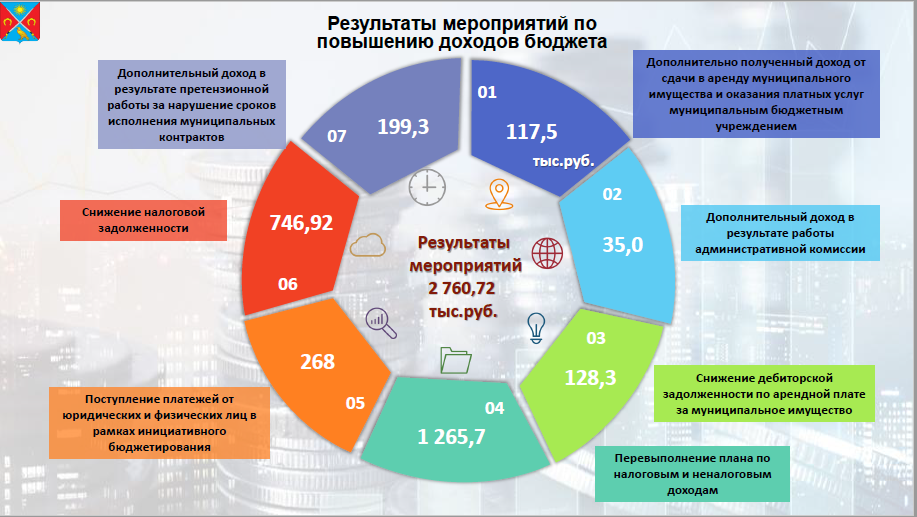 Результаты мероприятий по
повышению доходов бюджета
Дополнительно полученный доход от
сдачи в аренду муниципального
имущества и оказания платных услуг
муниципальным бюджетным
учреждением
01
117,5
тыс.руб.
Дополнительный доход в
результате работы
административной комиссии
02
35,0
Снижение дебиторской
задолженности по арендной плате
за муниципальное имущество
03
128,3
Перевыполнение плана по
налоговым и неналоговым
доходам
04
1 265,7
Поступление платежей от
юридических и физических лиц в
рамках инициативного
бюджетирования
268
05
Снижение налоговой
задолженности
746,92
06
Дополнительный доход в
результате претензионной
работы за нарушение сроков
исполнения муниципальных
контрактов
199,3
07
Результаты
мероприятий
2 760,72
тыс.руб.